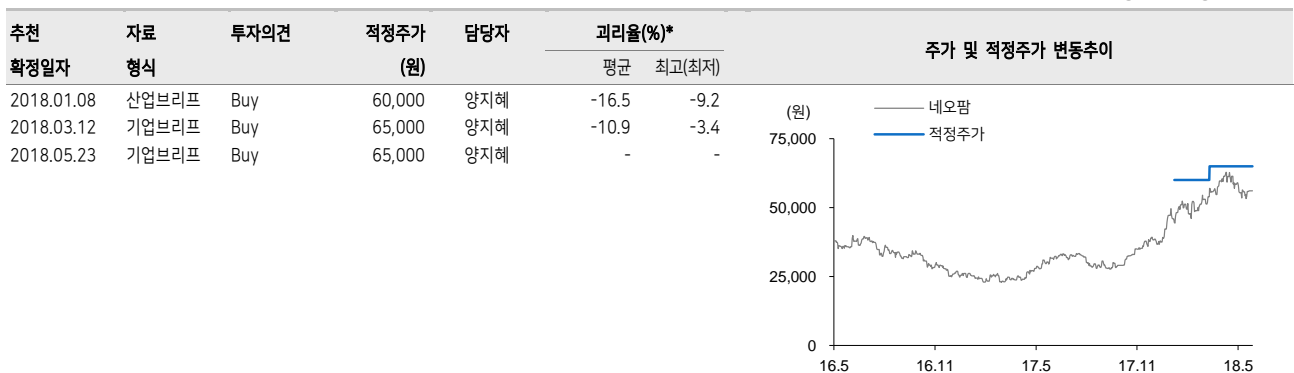 추천 자료 투자의견 적정주가 담당자 괴리율(%)* 주가 및 적정주가 변동추이
확정일자 형식 (원) 평균 최고(최저)
2018.01.08 산업브리프 Buy 60,000 양지혜 -16.5 -9.2
2018.03.12 기업브리프 Buy 65,000 양지혜 -10.9 -3.4
2018.05.23 기업브리프 Buy 65,000 양지혜 - -
(원)
네오팜
적정주가
75,000
50,000
25,000
0
16.5 16.11 17.5 17.11 18.5